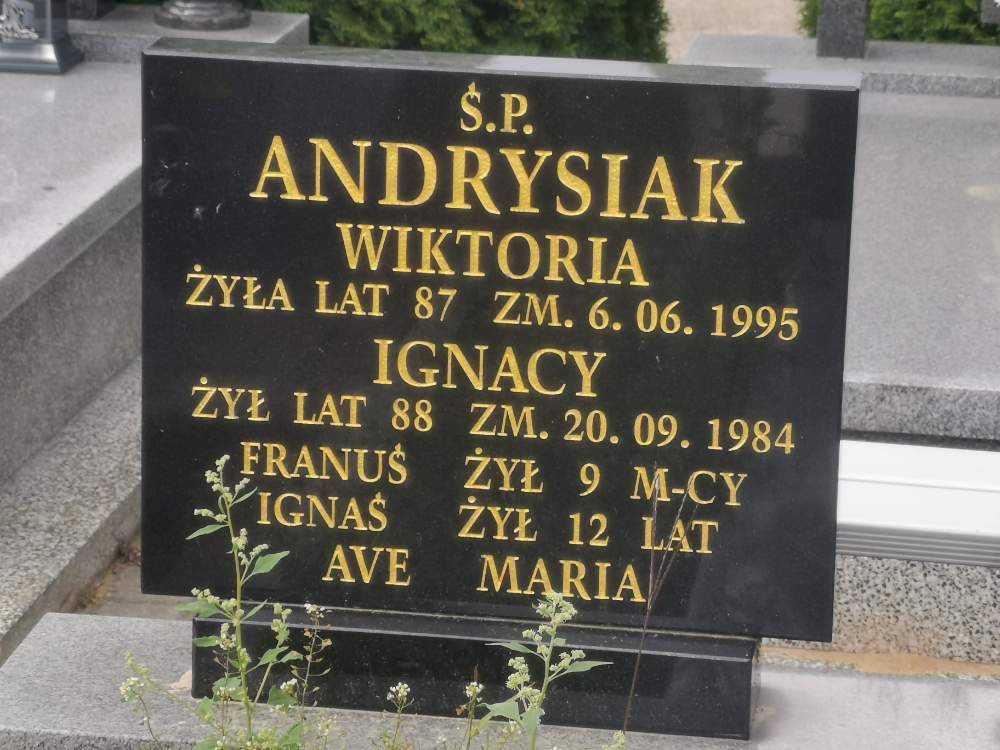 Ś.P.
ANDRYSIAK
WIKTORIA
ŻYŁA LAT 87 ZM. 6. 06. 1995
IGNACY
ŻYŁ LAT 88 ZM. 20. 09. 1984
FRANUŚ ŻYŁ 9 M-CY
IGNAŚ ŻYŁ 12 LAT
AVE MARIA